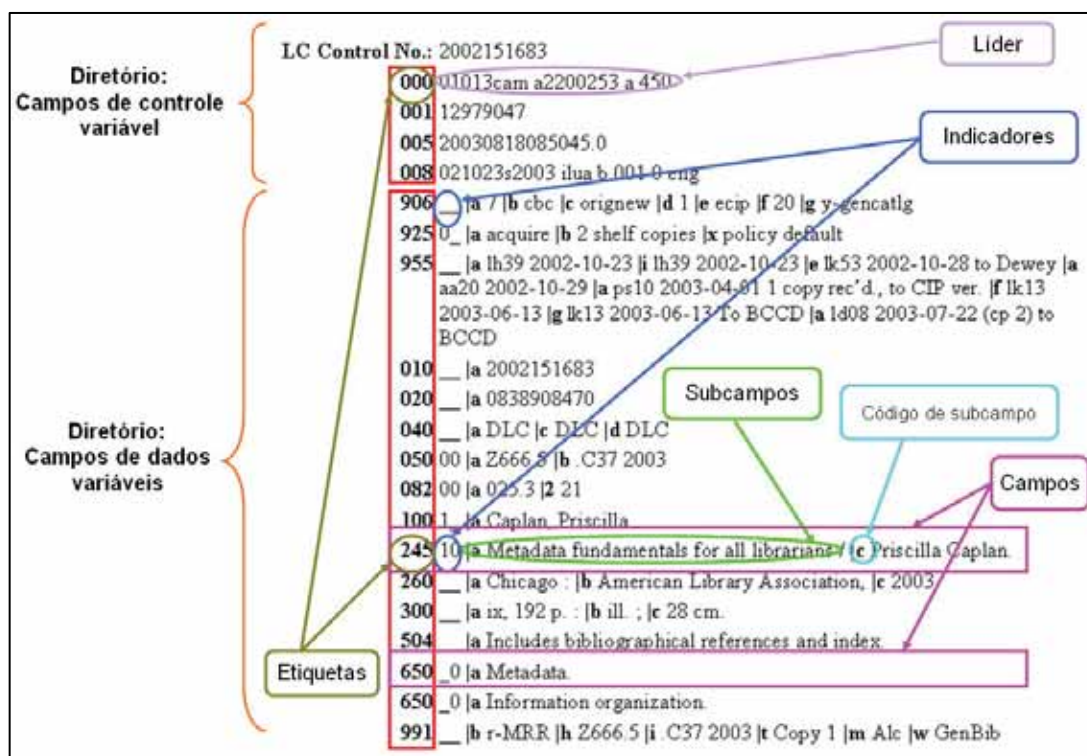 LC Control No.: 2002151683
Líder
Diretório:
Campos de controle
variável
000 01013cam a2200253 a 450
001 12979047
005 20030818085045.0
008 021023s2003 ilua b 001 0 eng
Indicadores
906 __ |a 7 |b cbc |c orignew |d 1 |e ecip |f 20 |g y-gencatlg
925 0_ |a acquire |b 2 shelf copies |x policy default
955 __ |a lh39 2002-10-23 |i lh39 2002-10-23 |e lk53 2002-10-28 to Dewey |a
aa20 2002-10-29 |a ps10 2003-04-01 1 copy rec'd., to CIP ver. |f lk13
2003-06-13 |g lk13 2003-06-13 To BCCD |a ld08 2003-07-22 (cp 2) to
BCCD
010 __ |a 2002151683
020 __ |a 0838908470
040 __ |a DLC |c DLC |d DLC
050 00 |a Z666.5 |b .C37 2003
082 00 |a 025.3 |2 21
100 1_ |a Caplan, Priscilla
245 10 |a Metadata fundamentals for all librarians / |c Priscilla Caplan.
260 __ |a Chicago : |b American Library Association, |c 2003
300 __ |a ix, 192 p. : |b ill. ; |c 28 cm.
504 __ |a Includes bibliographical references and index.
650 _0 |a Metadata.
650 _0 |a Information organization.
991 __ |b r-MRR |h Z666.5 |i .C37 2003 |t Copy 1 |m Alc |w GenBib
Diretório:
Campos de dados
variáveis
Subcampos
Código de subcampo
Campos
Etiquetas